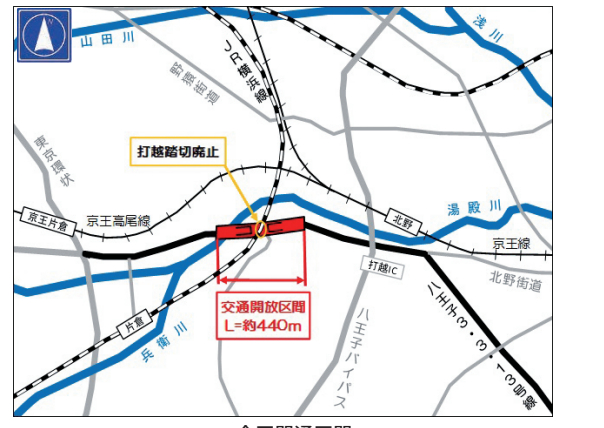 N
山田川
浅川
JR横浜線
野猿街道
東京環状
打越踏切廃止
京王片倉
京王高尾線
北野
湯殿川
京王線
打越IC
北野街道
交通開放区間
L=約440m
片倉
兵衛川
八王子バイパス
八王子3・3・13号線